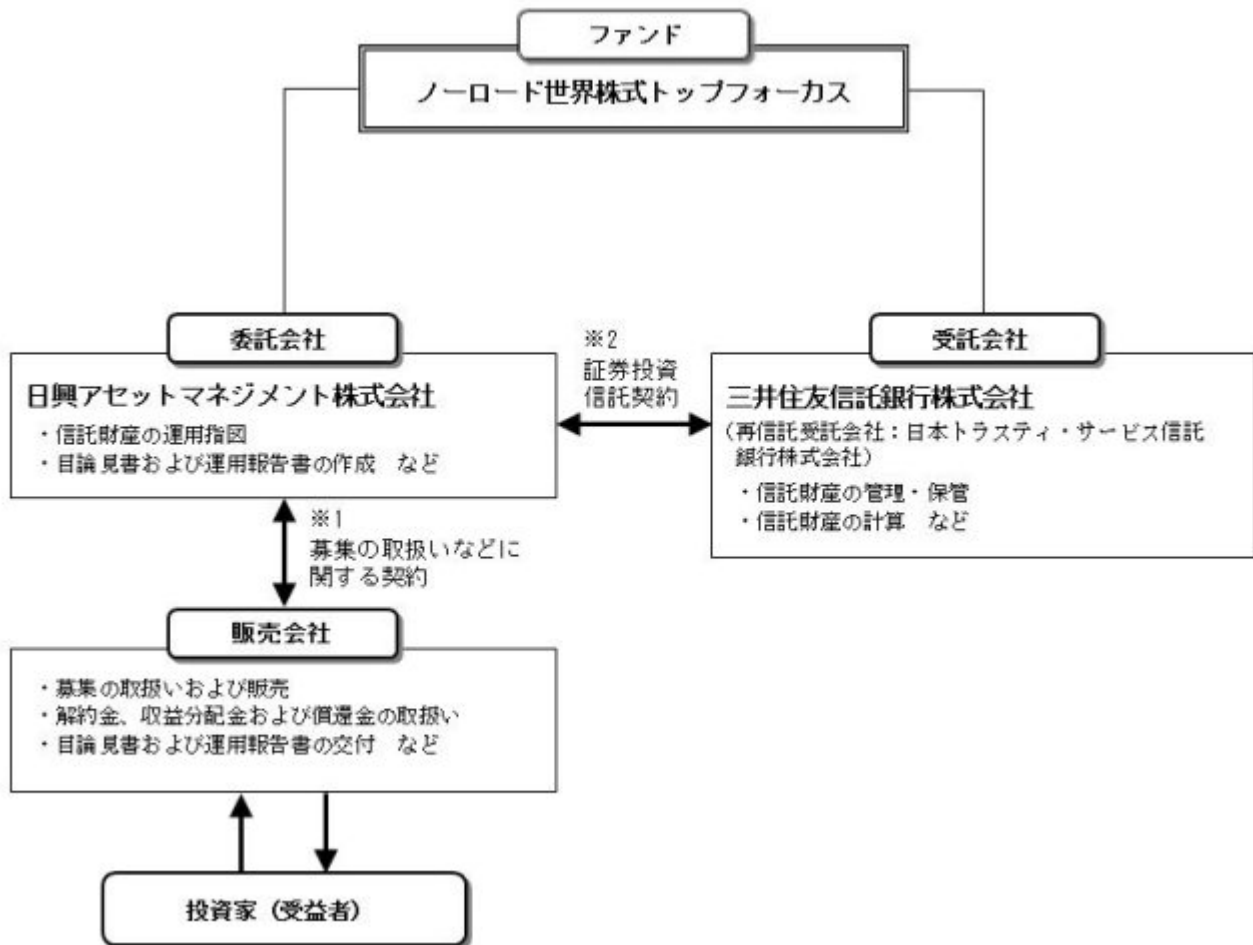 ファンド
ノーロード世界株式トップフォーカス
委託会社
日興アセットマネジメント株式会社
・信託財産の運用指図
・目論見書および運用報告書の作成　など
※2
証券投資
信託契約
受託会社
三井住友信託銀行株式会社
(再信託受託会社：日本トラスティ・サービス信託
銀行株式会社)
・信託財産の管理・保管
・信託財産の計算　など
※1
募集の取扱いなどに
関する契約
販売会社
・募集の取扱いおよび販売
・解約金、収益分配金および償還金の取扱い
・目論見書および運用報告書の交付　など
投資家（受益者）